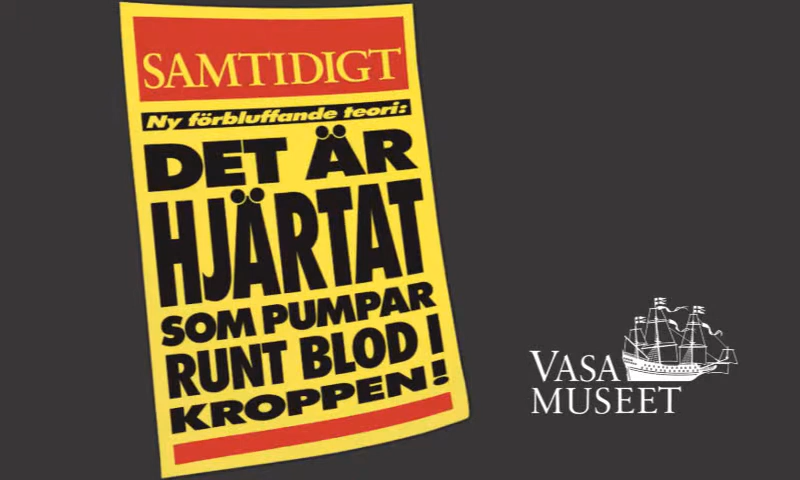 SAMTIDIGT
Ny förbluffande teori:
DET ÄR
HJÄRTAT
SOM PUMPAR
RUNT BLOD I
KROPPEN!
VASA
MUSEET